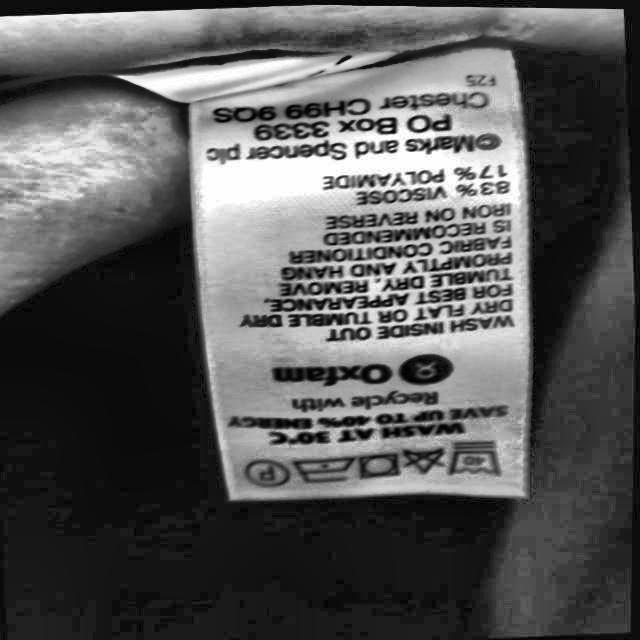 P
WASH AT 30°C
SAVE UP TO 40% ENERGY
Recycle with
Oxfam
WASH INSIDE OUT
DRY FLAT OR TUMBLE DRY
FOR BEST APPEARANCE.
TUMBLE DRY, REMOVE
PROMPTLY AND HANG
FABRIC CONDITIONER
IS RECOMMENDED
IRON ON REVERSE
83% VISCOSE
17% POLYAMIDE
©Marks and Spencer plc
PO Box 3339
Chester CH99 9QS